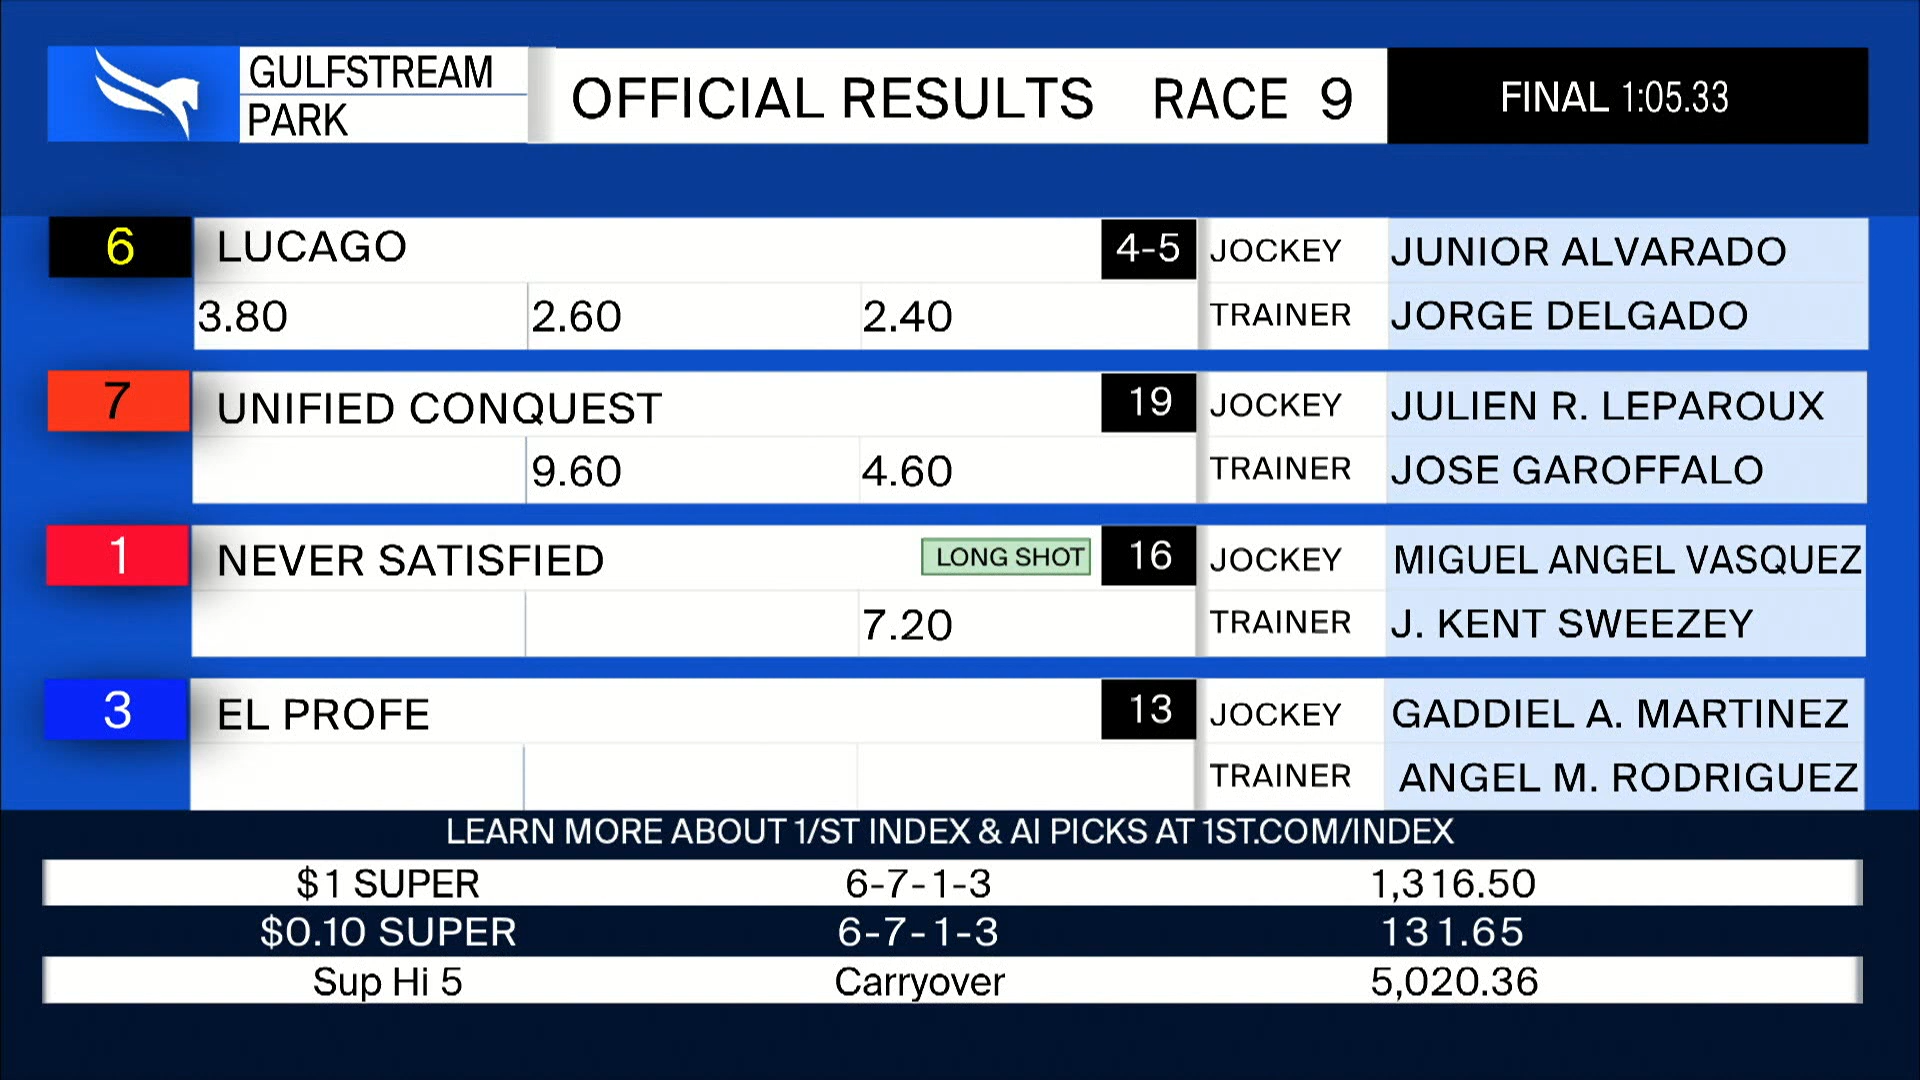 GULFSTREAM
PARK
OFFICIAL RESULTS RACE 9
FINAL 1:05.33
6 LUCAGO 4-5 JOCKEY JUNIOR ALVARADO
3.80 2.60 2.40 TRAINER JORGE DELGADO
7 UNIFIED CONQUEST 19 JOCKEY JULIEN R. LEPAROUX
9.60 4.60 TRAINER JOSE GAROFFALO
1 NEVER SATISFIED LONG SHOT 16 JOCKEY MIGUEL ANGEL VASQUEZ
7.20 TRAINER J. KENT SWEEZEY
3 EL PROFE 13 JOCKEY GADDIEL A. MARTINEZ
TRAINER ANGEL M. RODRIGUEZ
LEARN MORE ABOUT 1/ST INDEX & AI PICKS AT 1ST.COM/INDEX
$1 SUPER 6-7-1-3 1,316.50
$0.10 SUPER 6-7-1-3 131.65
Sup Hi 5 Carryover 5,020.36